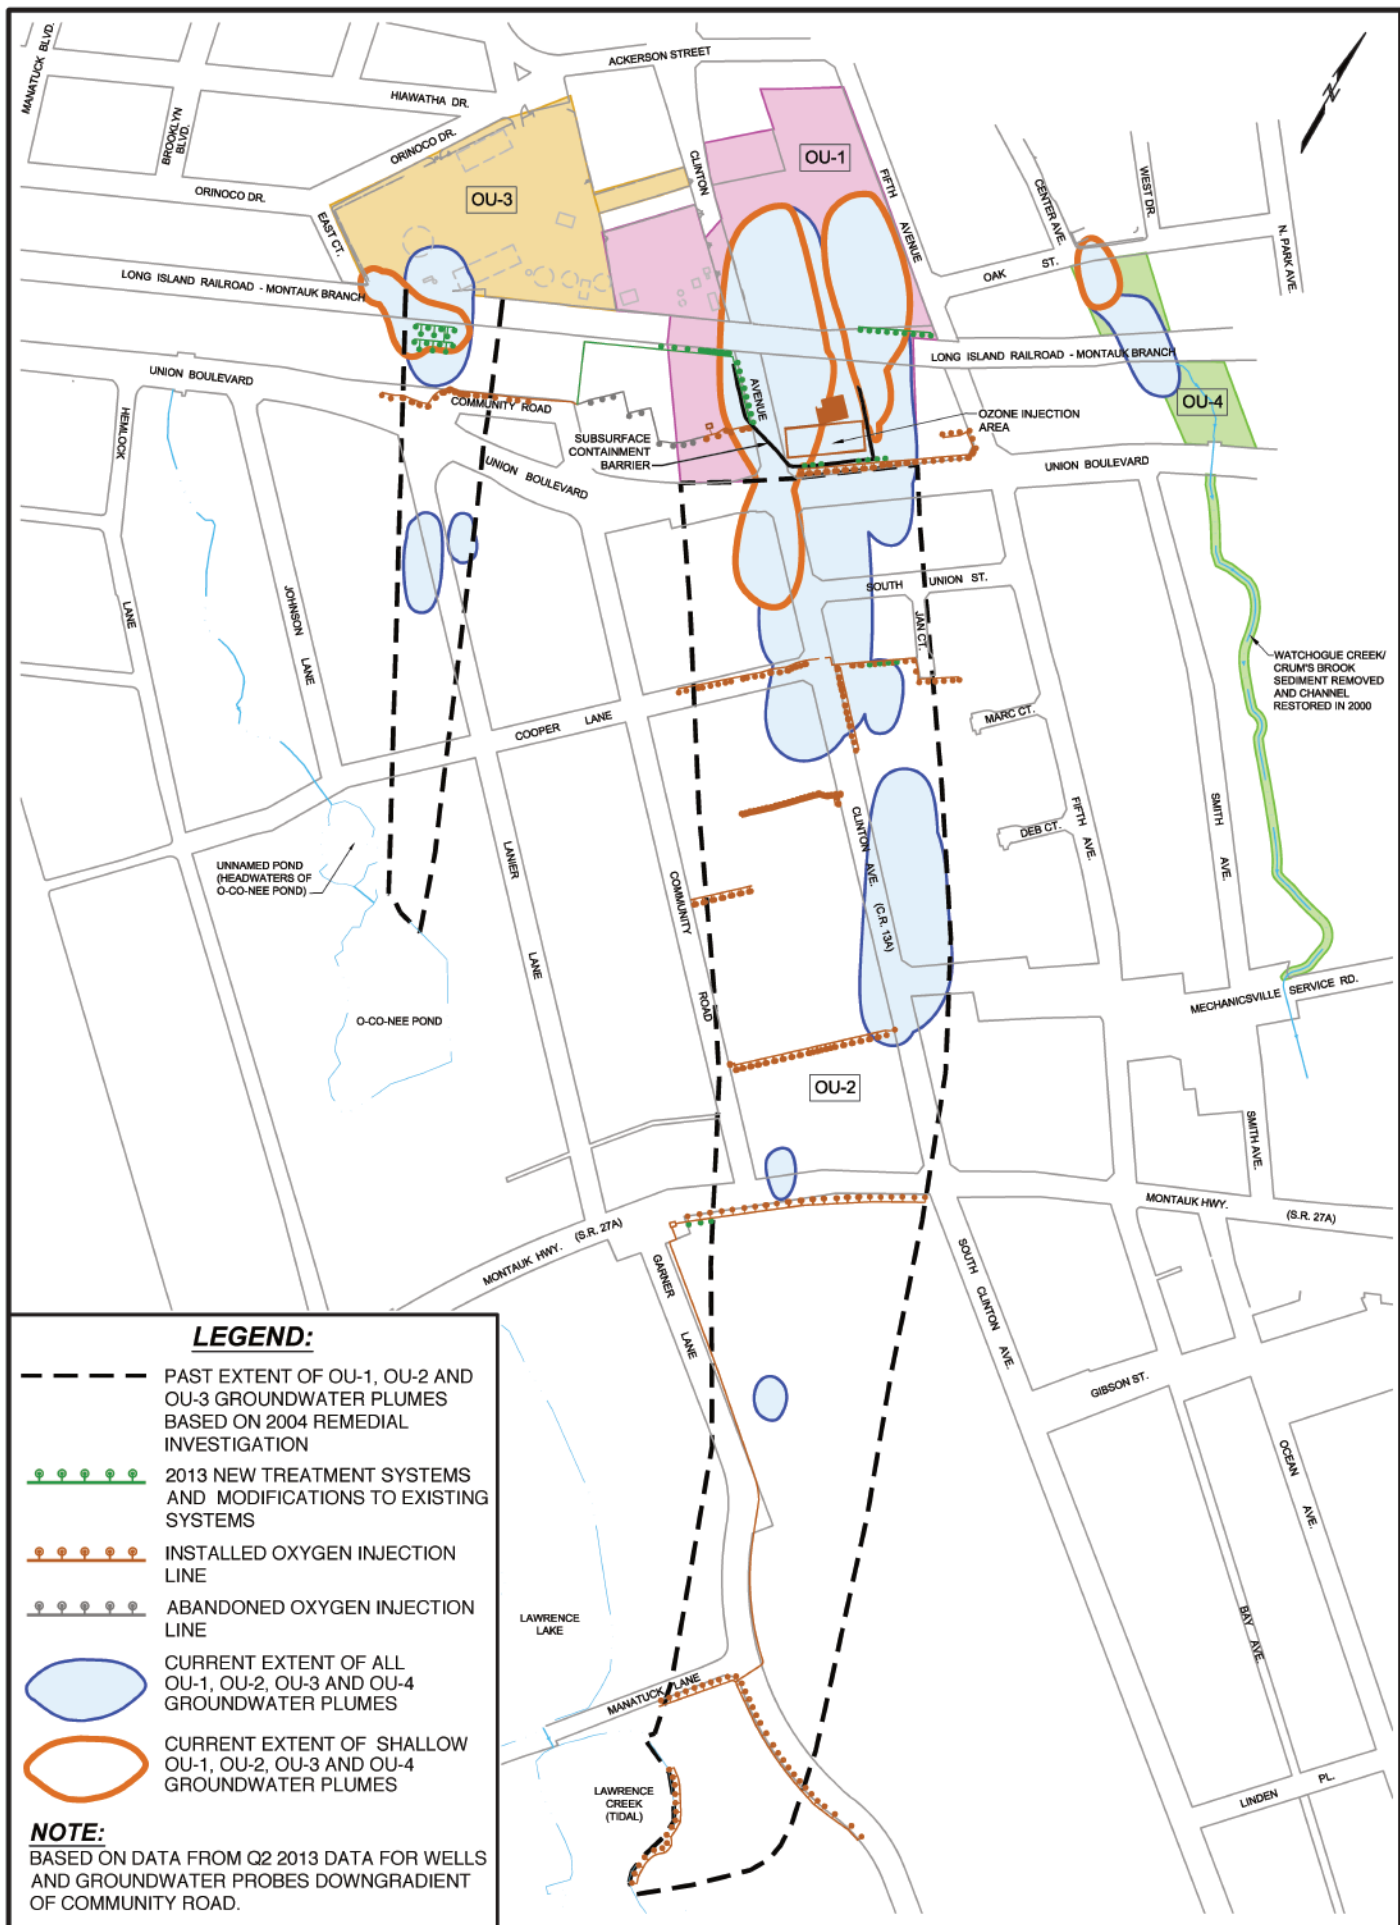 ACKERSON STREET
MANATUCK BLVD.
BROOKLYN
BLVD.
HIAWATHA DR.
ORINOCO DR.
ORINOCO DR.
EAST CT.
OU-3
CLINTON
AVENUE
OU-1
FIFTH
AVENUE
CENTER AVE.
WEST DR.
N. PARK AVE.
OAK ST.
N
LONG ISLAND RAILROAD - MONTAUK BRANCH
LONG ISLAND RAILROAD - MONTAUK BRANCH
OU-4
UNION BOULEVARD
COMMUNITY ROAD
HEMLOCK
LANE
SUBSURFACE
CONTAINMENT
BARRIER
OZONE INJECTION
AREA
UNION BOULEVARD
UNION BOULEVARD
JOHNSON
LANE
SOUTH UNION ST.
JAN CT.
WATCHOGUE CREEK/
CRUM'S BROOK
SEDIMENT REMOVED
AND CHANNEL
RESTORED IN 2000
COOPER LANE
MARC CT.
DEB CT.
FIFTH AVE.
SMITH
AVE.
CLINTON AVE. (C.R. 13A)
LANIER
LANE
COMMUNITY
ROAD
UNNAMED POND
(HEADWATERS OF
O-CO-NEE POND)
O-CO-NEE POND
MECHANICSVILLE SERVICE RD.
OU-2
SMITH AVE.
MONTAUK HWY. (S.R. 27A)
MONTAUK HWY. (S.R. 27A)
GARNER
LANE
SOUTH CLINTON AVE.
GIBSON ST.
OCEAN
AVE.
BAY AVE.
LAWRENCE
LAKE
MANATUCK LANE
LAWRENCE
CREEK
(TIDAL)
LINDEN PL.
LEGEND:
PAST EXTENT OF OU-1, OU-2 AND
OU-3 GROUNDWATER PLUMES
BASED ON 2004 REMEDIAL
INVESTIGATION
2013 NEW TREATMENT SYSTEMS
AND MODIFICATIONS TO EXISTING
SYSTEMS
INSTALLED OXYGEN INJECTION
LINE
ABANDONED OXYGEN INJECTION
LINE
CURRENT EXTENT OF ALL
OU-1, OU-2, OU-3 AND OU-4
GROUNDWATER PLUMES
CURRENT EXTENT OF SHALLOW
OU-1, OU-2, OU-3 AND OU-4
GROUNDWATER PLUMES
NOTE:
BASED ON DATA FROM Q2 2013 DATA FOR WELLS
AND GROUNDWATER PROBES DOWNGRADIENT
OF COMMUNITY ROAD.